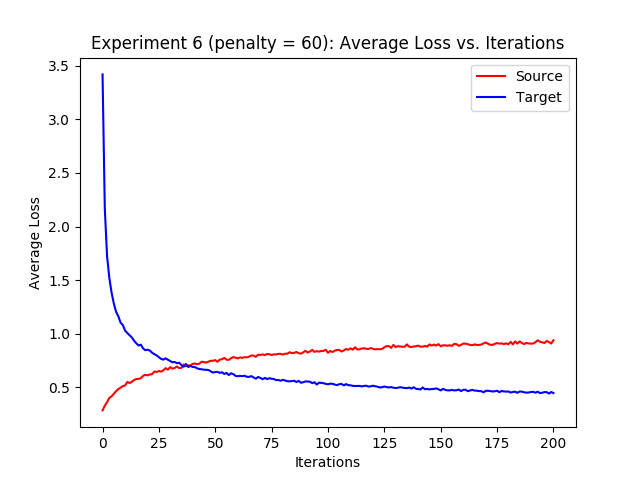 Experiment 6 (penalty = 60): Average Loss vs. Iterations
Source
Target
3.5
3.0
2.5
2.0
1.5
1.0
0.5
Average Loss
0 25 50 75 100 125 150 175 200
Iterations